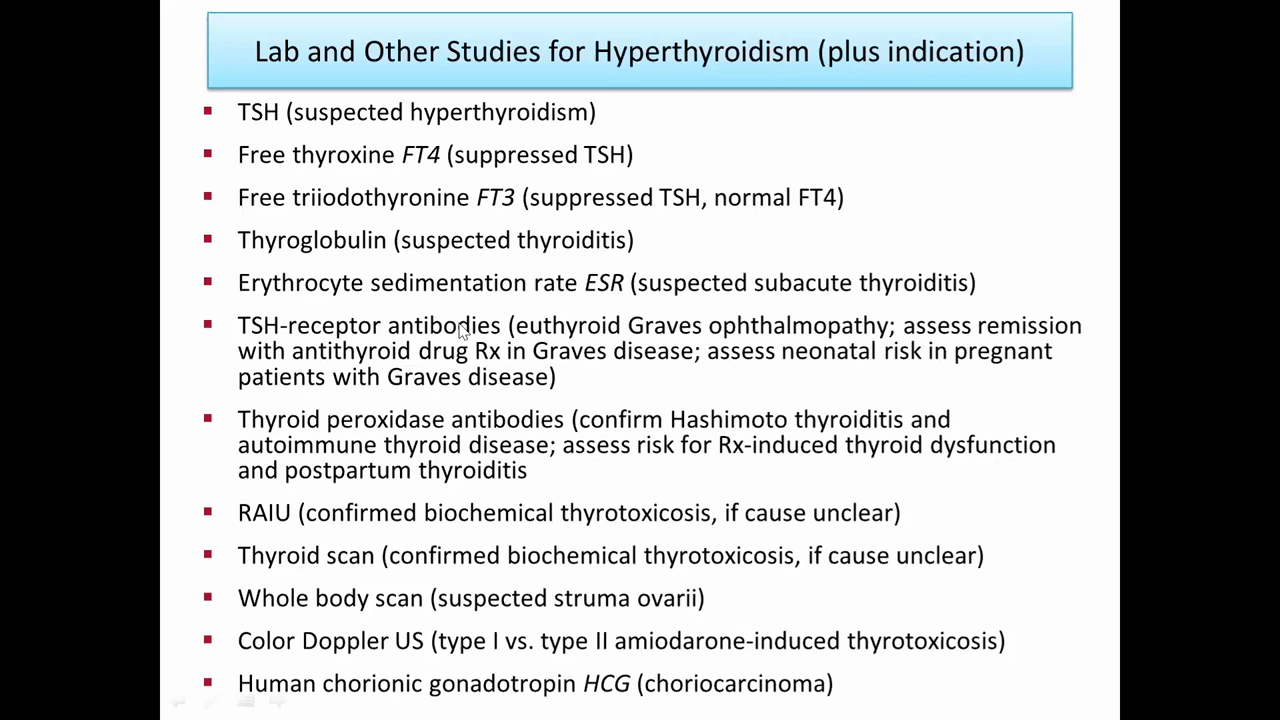 Lab and Other Studies for Hyperthyroidism (plus indication)
TSH (suspected hyperthyroidism)
Free thyroxine FT4 (suppressed TSH)
Free triiodothyronine FT3 (suppressed TSH, normal FT4)
Thyroglobulin (suspected thyroiditis)
Erythrocyte sedimentation rate ESR (suspected subacute thyroiditis)
TSH-receptor antibodies (euthyroid Graves ophthalmopathy; assess remission
with antithyroid drug Rx in Graves disease; assess neonatal risk in pregnant
patients with Graves disease)
Thyroid peroxidase antibodies (confirm Hashimoto thyroiditis and
autoimmune thyroid disease; assess risk for Rx-induced thyroid dysfunction
and postpartum thyroiditis
RAIU (confirmed biochemical thyrotoxicosis, if cause unclear)
Thyroid scan (confirmed biochemical thyrotoxicosis, if cause unclear)
Whole body scan (suspected struma ovarii)
Color Doppler US (type I vs. type II amiodarone-induced thyrotoxicosis)
Human chorionic gonadotropin HCG (choriocarcinoma)